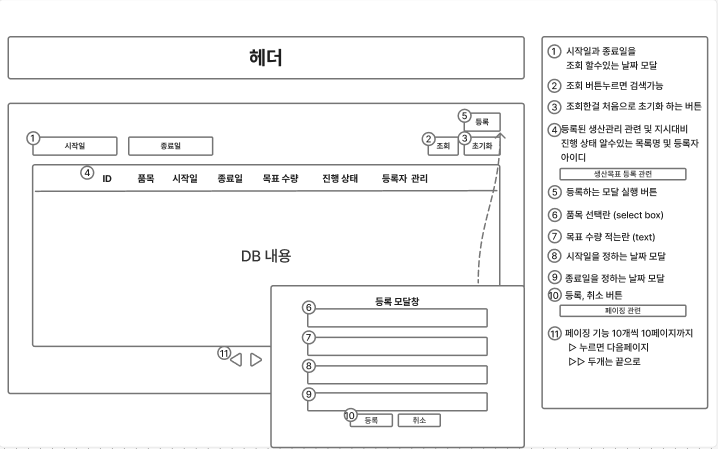 헤더
⑤ 등록
① 시작일 종료일 ② 조회 ③ 초기화
④ ID 품목 시작일 종료일 목표 수량 진행 상태 등록자 관리
DB 내용
등록 모달창
⑥
⑦
⑧
⑨
⑩ 등록 취소
⑪
① 시작일과 종료일을
조회 할수있는 날짜 모달
② 조회 버튼누르면 검색가능
③ 조회한걸 처음으로 초기화 하는 버튼
④ 등록된 생산관리 관련 및 지시대비
진행 상태 알수있는 목록명 및 등록자
아이디
생산목표 등록 관련
⑤ 등록하는 모달 실행 버튼
⑥ 품목 선택란 (select box)
⑦ 목표 수량 적는란 (text)
⑧ 시작일을 정하는 날짜 모달
⑨ 종료일을 정하는 날짜 모달
⑩ 등록, 취소 버튼
페이징 관련
⑪ 페이징 기능 10개씩 10페이지까지
▷ 누르면 다음페이지
▷▷ 두개는 끝으로